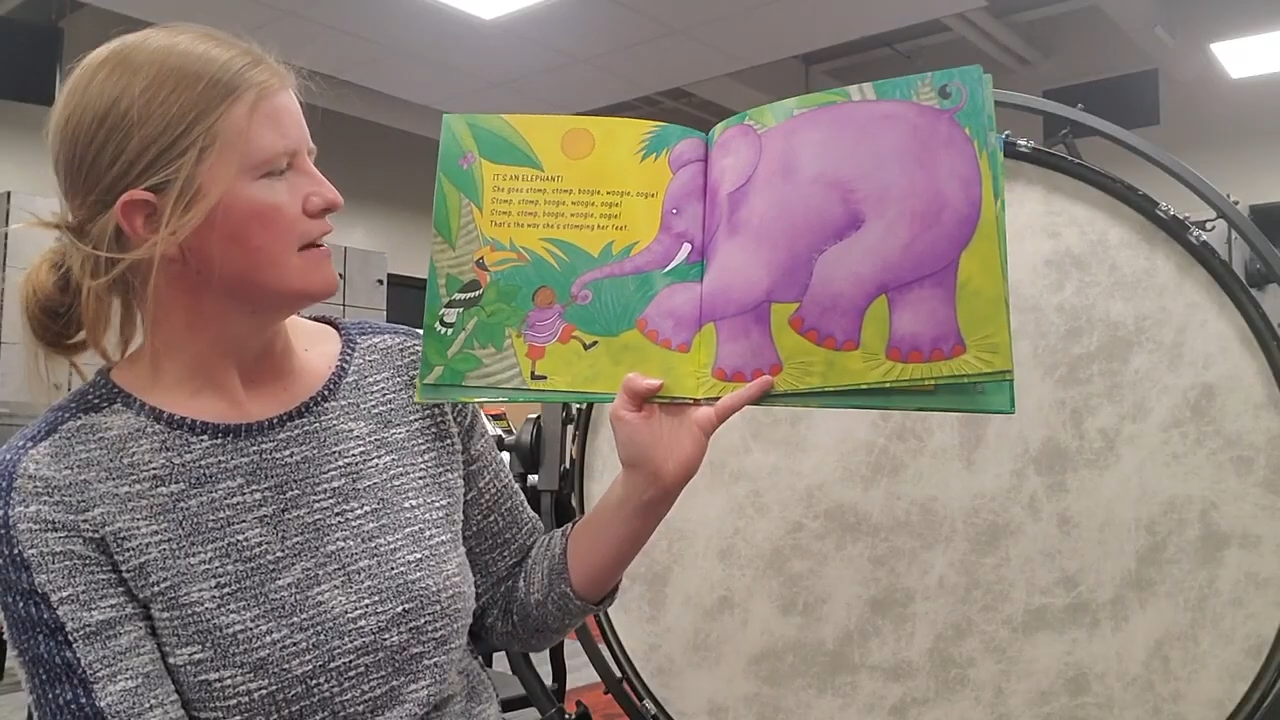 IT'S AN ELEPHANT!
She goes stomp, stomp, boogie, woogie, oogie!
Stomp, stomp, boogie, woogie, oogie!
Stomp, stomp, boogie, woogie, oogie!
That's the way she's stomping her feet.